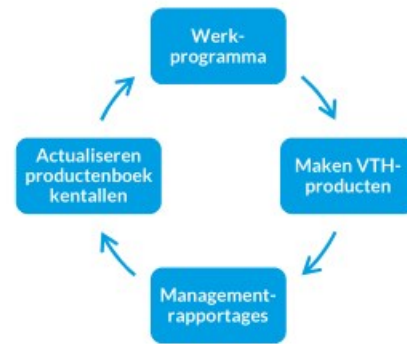 Werk-
programma
Maken VTH-
producten
Management-
rapportages
Actualiseren
productenboek
kentallen